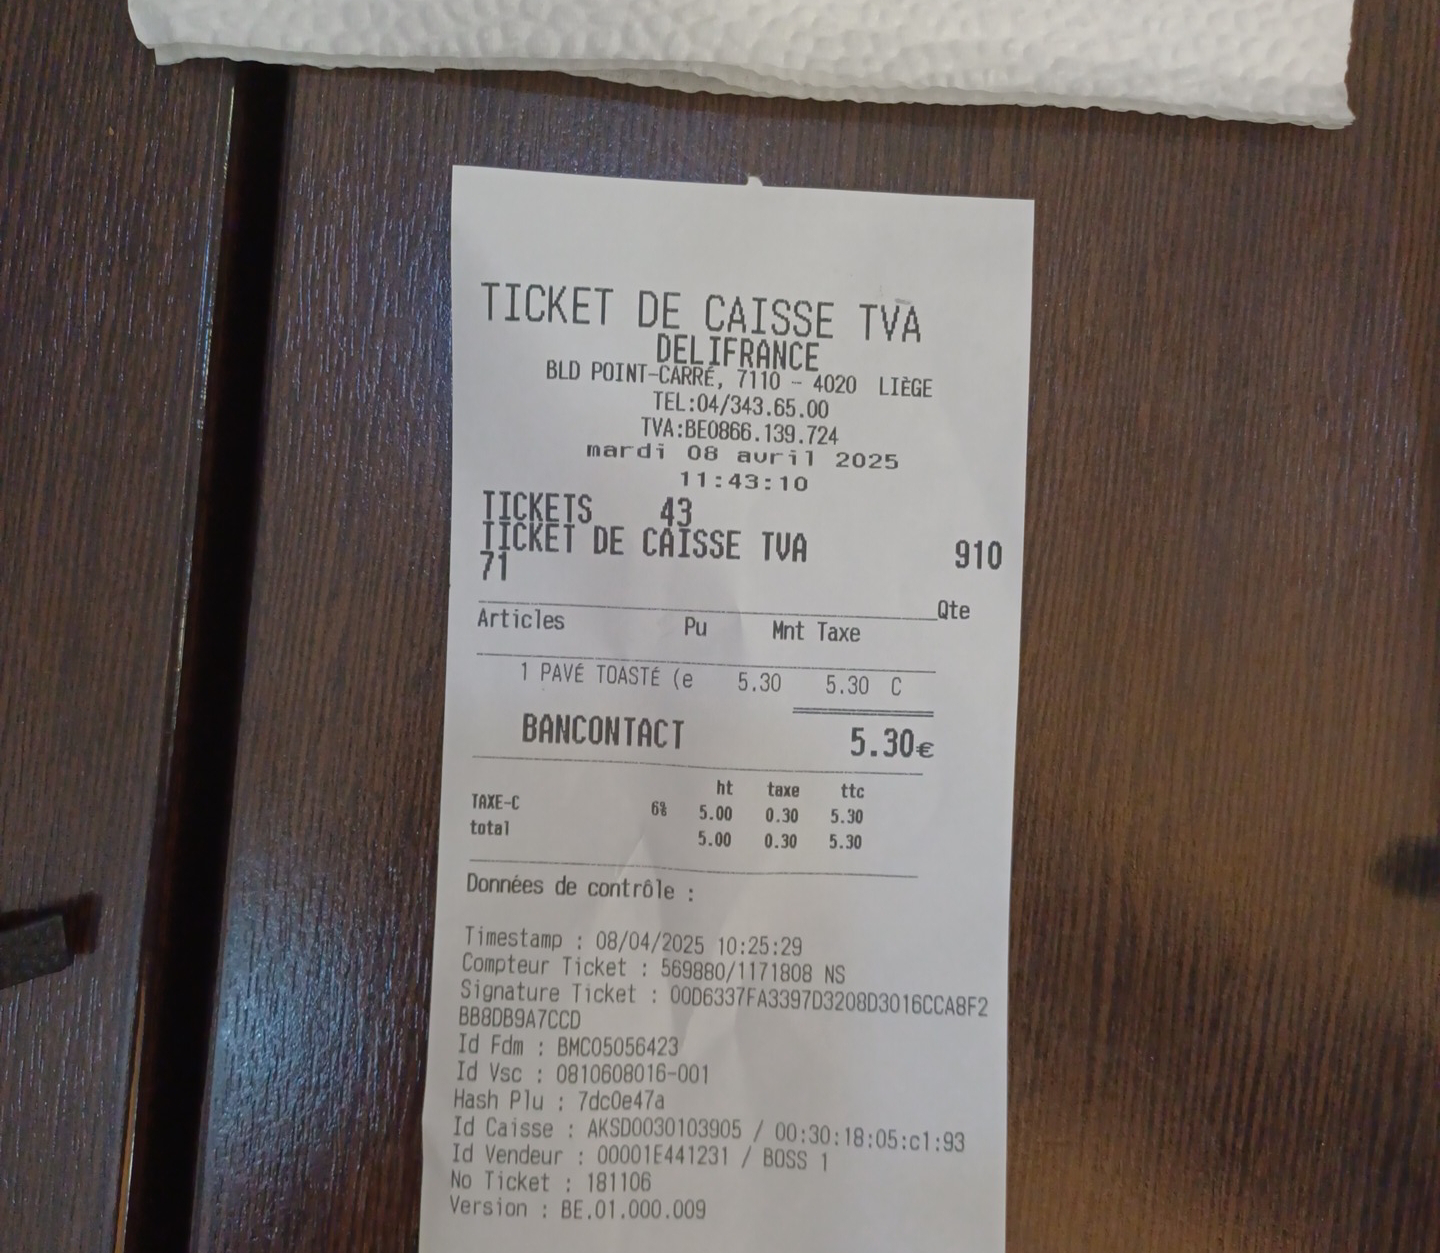 TICKET DE CAISSE TVA
DELIFRANCE
BLD POINT-CARRÉ, 7110 - 4020 LIÈGE
TEL:04/343.65.00
TVA:BE0866.139.724
mardi 08 avril 2025
11:43:10
TICKETS 43
TICKET DE CAISSE TVA 910
71
Qte
Articles Pu Mnt Taxe
1 PAVÉ TOASTÉ (e 5.30 5.30 C
BANCONTACT 5.30€
ht taxe ttc
TAXE-C 6% 5.00 0.30 5.30
total 5.00 0.30 5.30
Données de contrôle :
Timestamp : 08/04/2025 10:25:29
Compteur Ticket : 569880/1171808 NS
Signature Ticket : 00D6337FA3397D3208D3016CCA8F2
BB8DB9A7CCD
Id Fdm : BMC05056423
Id Vsc : 0810608016-001
Hash Plu : 7dc0e47a
Id Caisse : AKSD0030103905 / 00:30:18:05:c1:93
Id Vendeur : 00001E441231 / BOSS 1
No Ticket : 181106
Version : BE.01.000.009